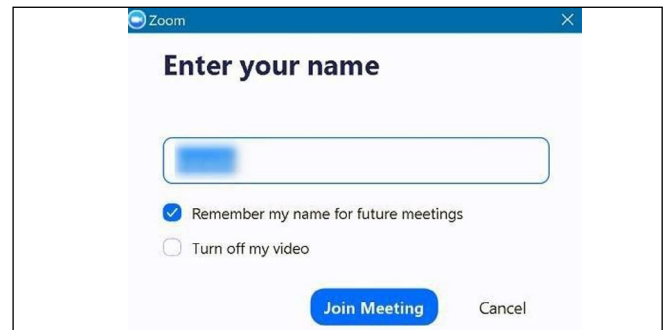 Zoom
Enter your name
Remember my name for future meetings
Turn off my video
Join Meeting Cancel